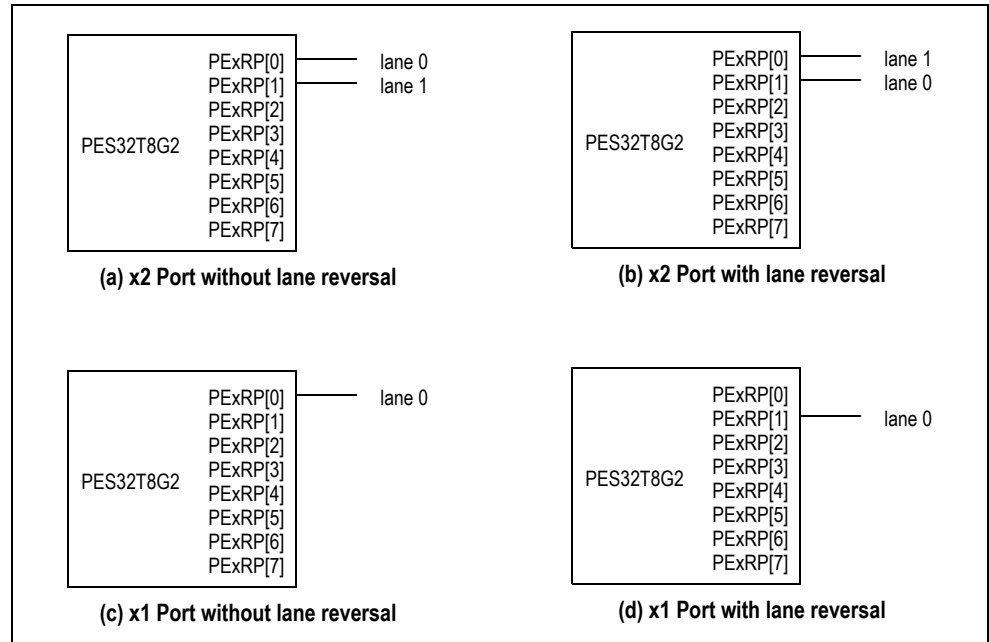 PExRP[0] lane 0
PExRP[1] lane 1
PExRP[2]
PExRP[3]
PES32T8G2
PExRP[4]
PExRP[5]
PExRP[6]
PExRP[7]
(a) x2 Port without lane reversal
PExRP[0] lane 1
PExRP[1] lane 0
PExRP[2]
PExRP[3]
PES32T8G2
PExRP[4]
PExRP[5]
PExRP[6]
PExRP[7]
(b) x2 Port with lane reversal
PExRP[0] lane 0
PExRP[1]
PExRP[2]
PExRP[3]
PES32T8G2
PExRP[4]
PExRP[5]
PExRP[6]
PExRP[7]
(c) x1 Port without lane reversal
PExRP[0]
PExRP[1] lane 0
PExRP[2]
PExRP[3]
PES32T8G2
PExRP[4]
PExRP[5]
PExRP[6]
PExRP[7]
(d) x1 Port with lane reversal